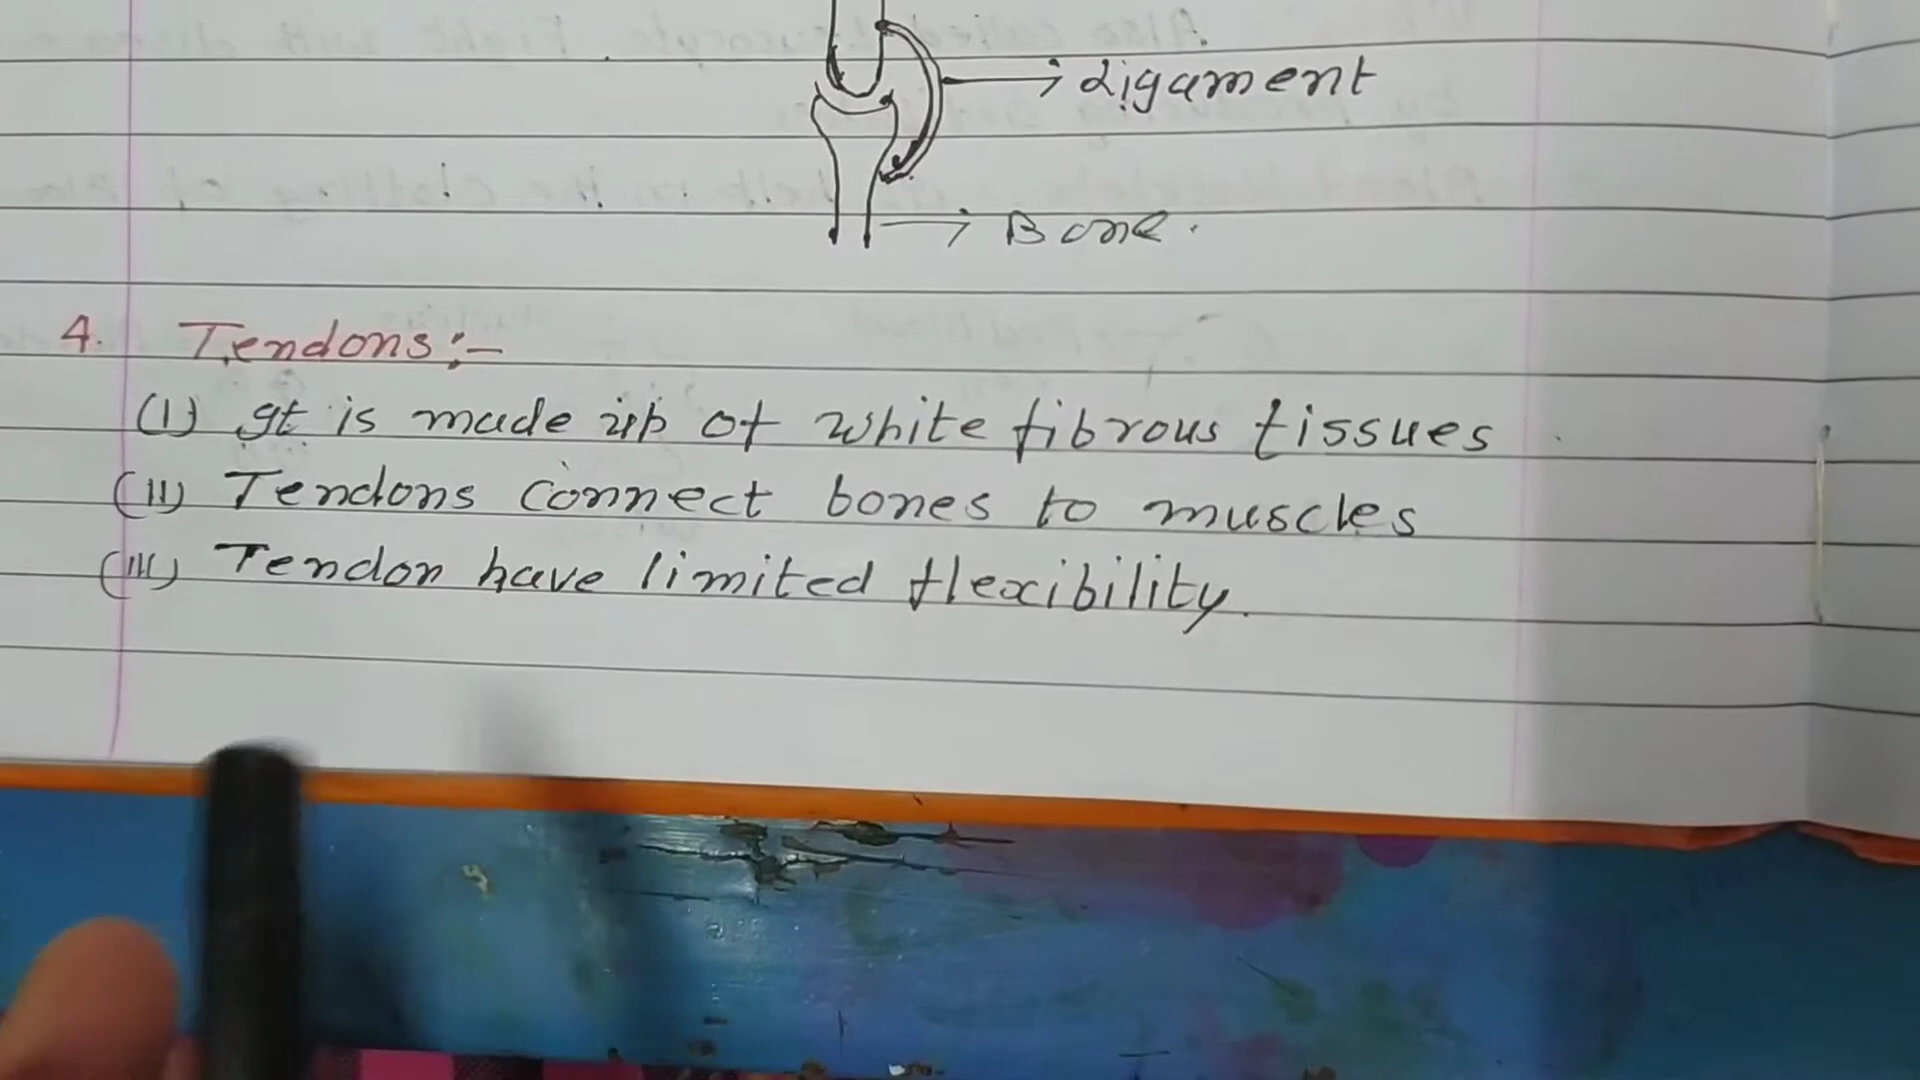 Ligament
Bone.
4. Tendons:-
(I) It is made up of white fibrous tissues
(II) Tendons connect bones to muscles
(III) Tendon have limited flexibility.